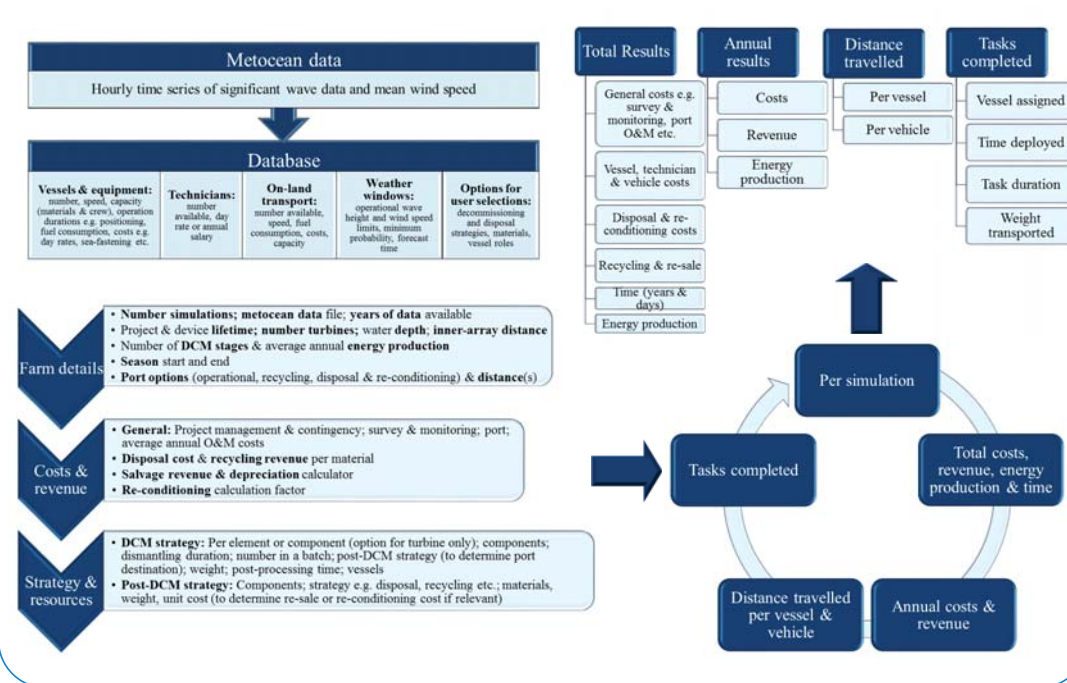 Metocean data
Hourly time series of significant wave data and mean wind speed
Database
Vessels & equipment:
number, speed, capacity
(materials & crew), operation
durations e.g. positioning,
fuel consumption, costs e.g.
day rates, sea-fastening etc.
Technicians:
number
available, day
rate or annual
salary
On-land
transport:
number available,
speed, fuel
consumption, costs,
capacity
Weather
windows:
operational wave
height and wind speed
limits, minimum
probability, forecast
time
Options for
user selections:
decommissioning
and disposal
strategies, materials,
vessel roles
Farm details
• Number simulations; metocean data file; years of data available
• Project & device lifetime; number turbines; water depth; inner-array distance
• Number of DCM stages & average annual energy production
• Season start and end
• Port options (operational, recycling, disposal & re-conditioning) & distance(s)
Costs &
revenue
• General: Project management & contingency; survey & monitoring; port;
average annual O&M costs
• Disposal cost & recycling revenue per material
• Salvage revenue & depreciation calculator
• Re-conditioning calculation factor
Strategy &
resources
• DCM strategy: Per element or component (option for turbine only); components;
dismantling duration; number in a batch; post-DCM strategy (to determine port
destination); weight; post-processing time; vessels
• Post-DCM strategy: Components; strategy e.g. disposal, recycling etc.; materials,
weight, unit cost (to determine re-sale or re-conditioning cost if relevant)
Total Results
General costs e.g.
survey &
monitoring, port
O&M etc.
Vessel, technician
& vehicle costs
Disposal & re-
conditioning costs
Recycling & re-sale
Time (years &
days)
Energy production
Annual
results
Costs
Revenue
Energy
production
Distance
travelled
Per vessel
Per vehicle
Tasks
completed
Vessel assigned
Time deployed
Task duration
Weight
transported
Per simulation
Total costs,
revenue, energy
production & time
Annual costs &
revenue
Distance travelled
per vessel &
vehicle
Tasks completed